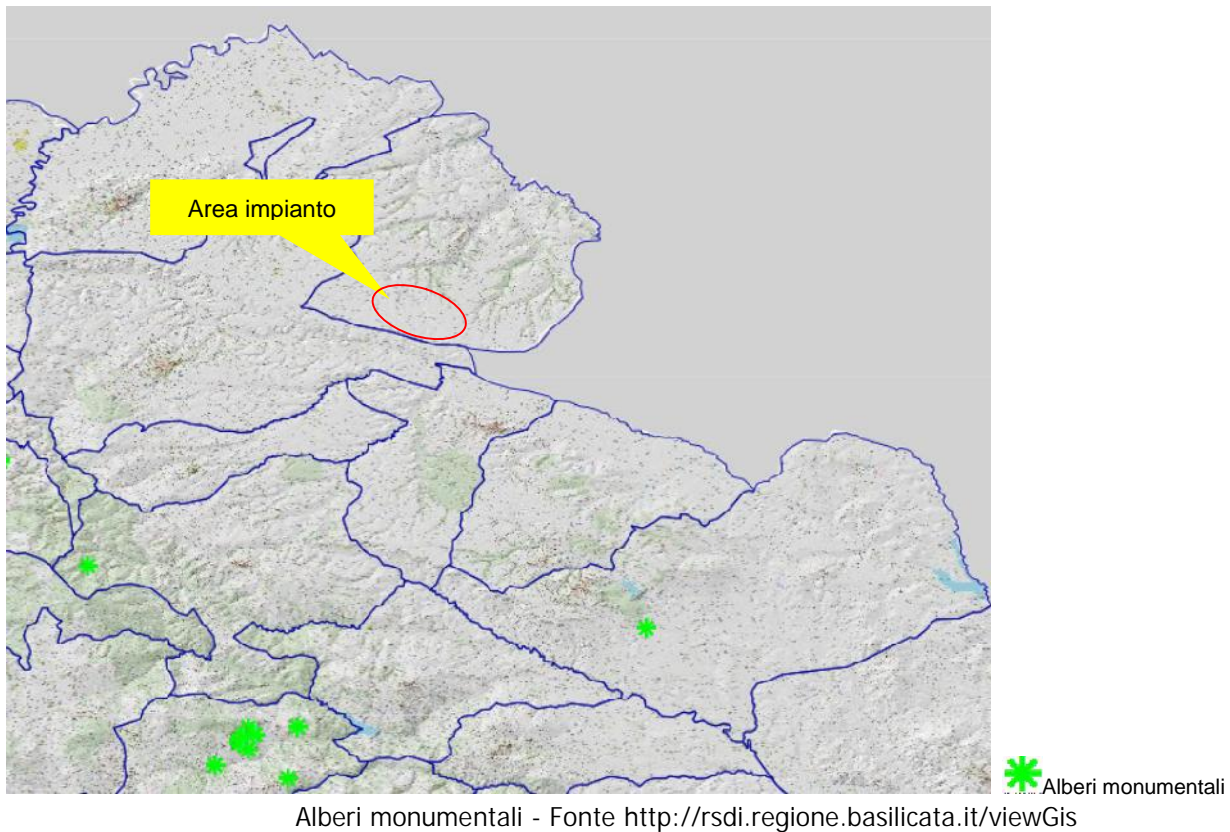 Area impianto
Alberi monumentali
Alberi monumentali - Fonte http://rsdi.regione.basilicata.it/viewGis